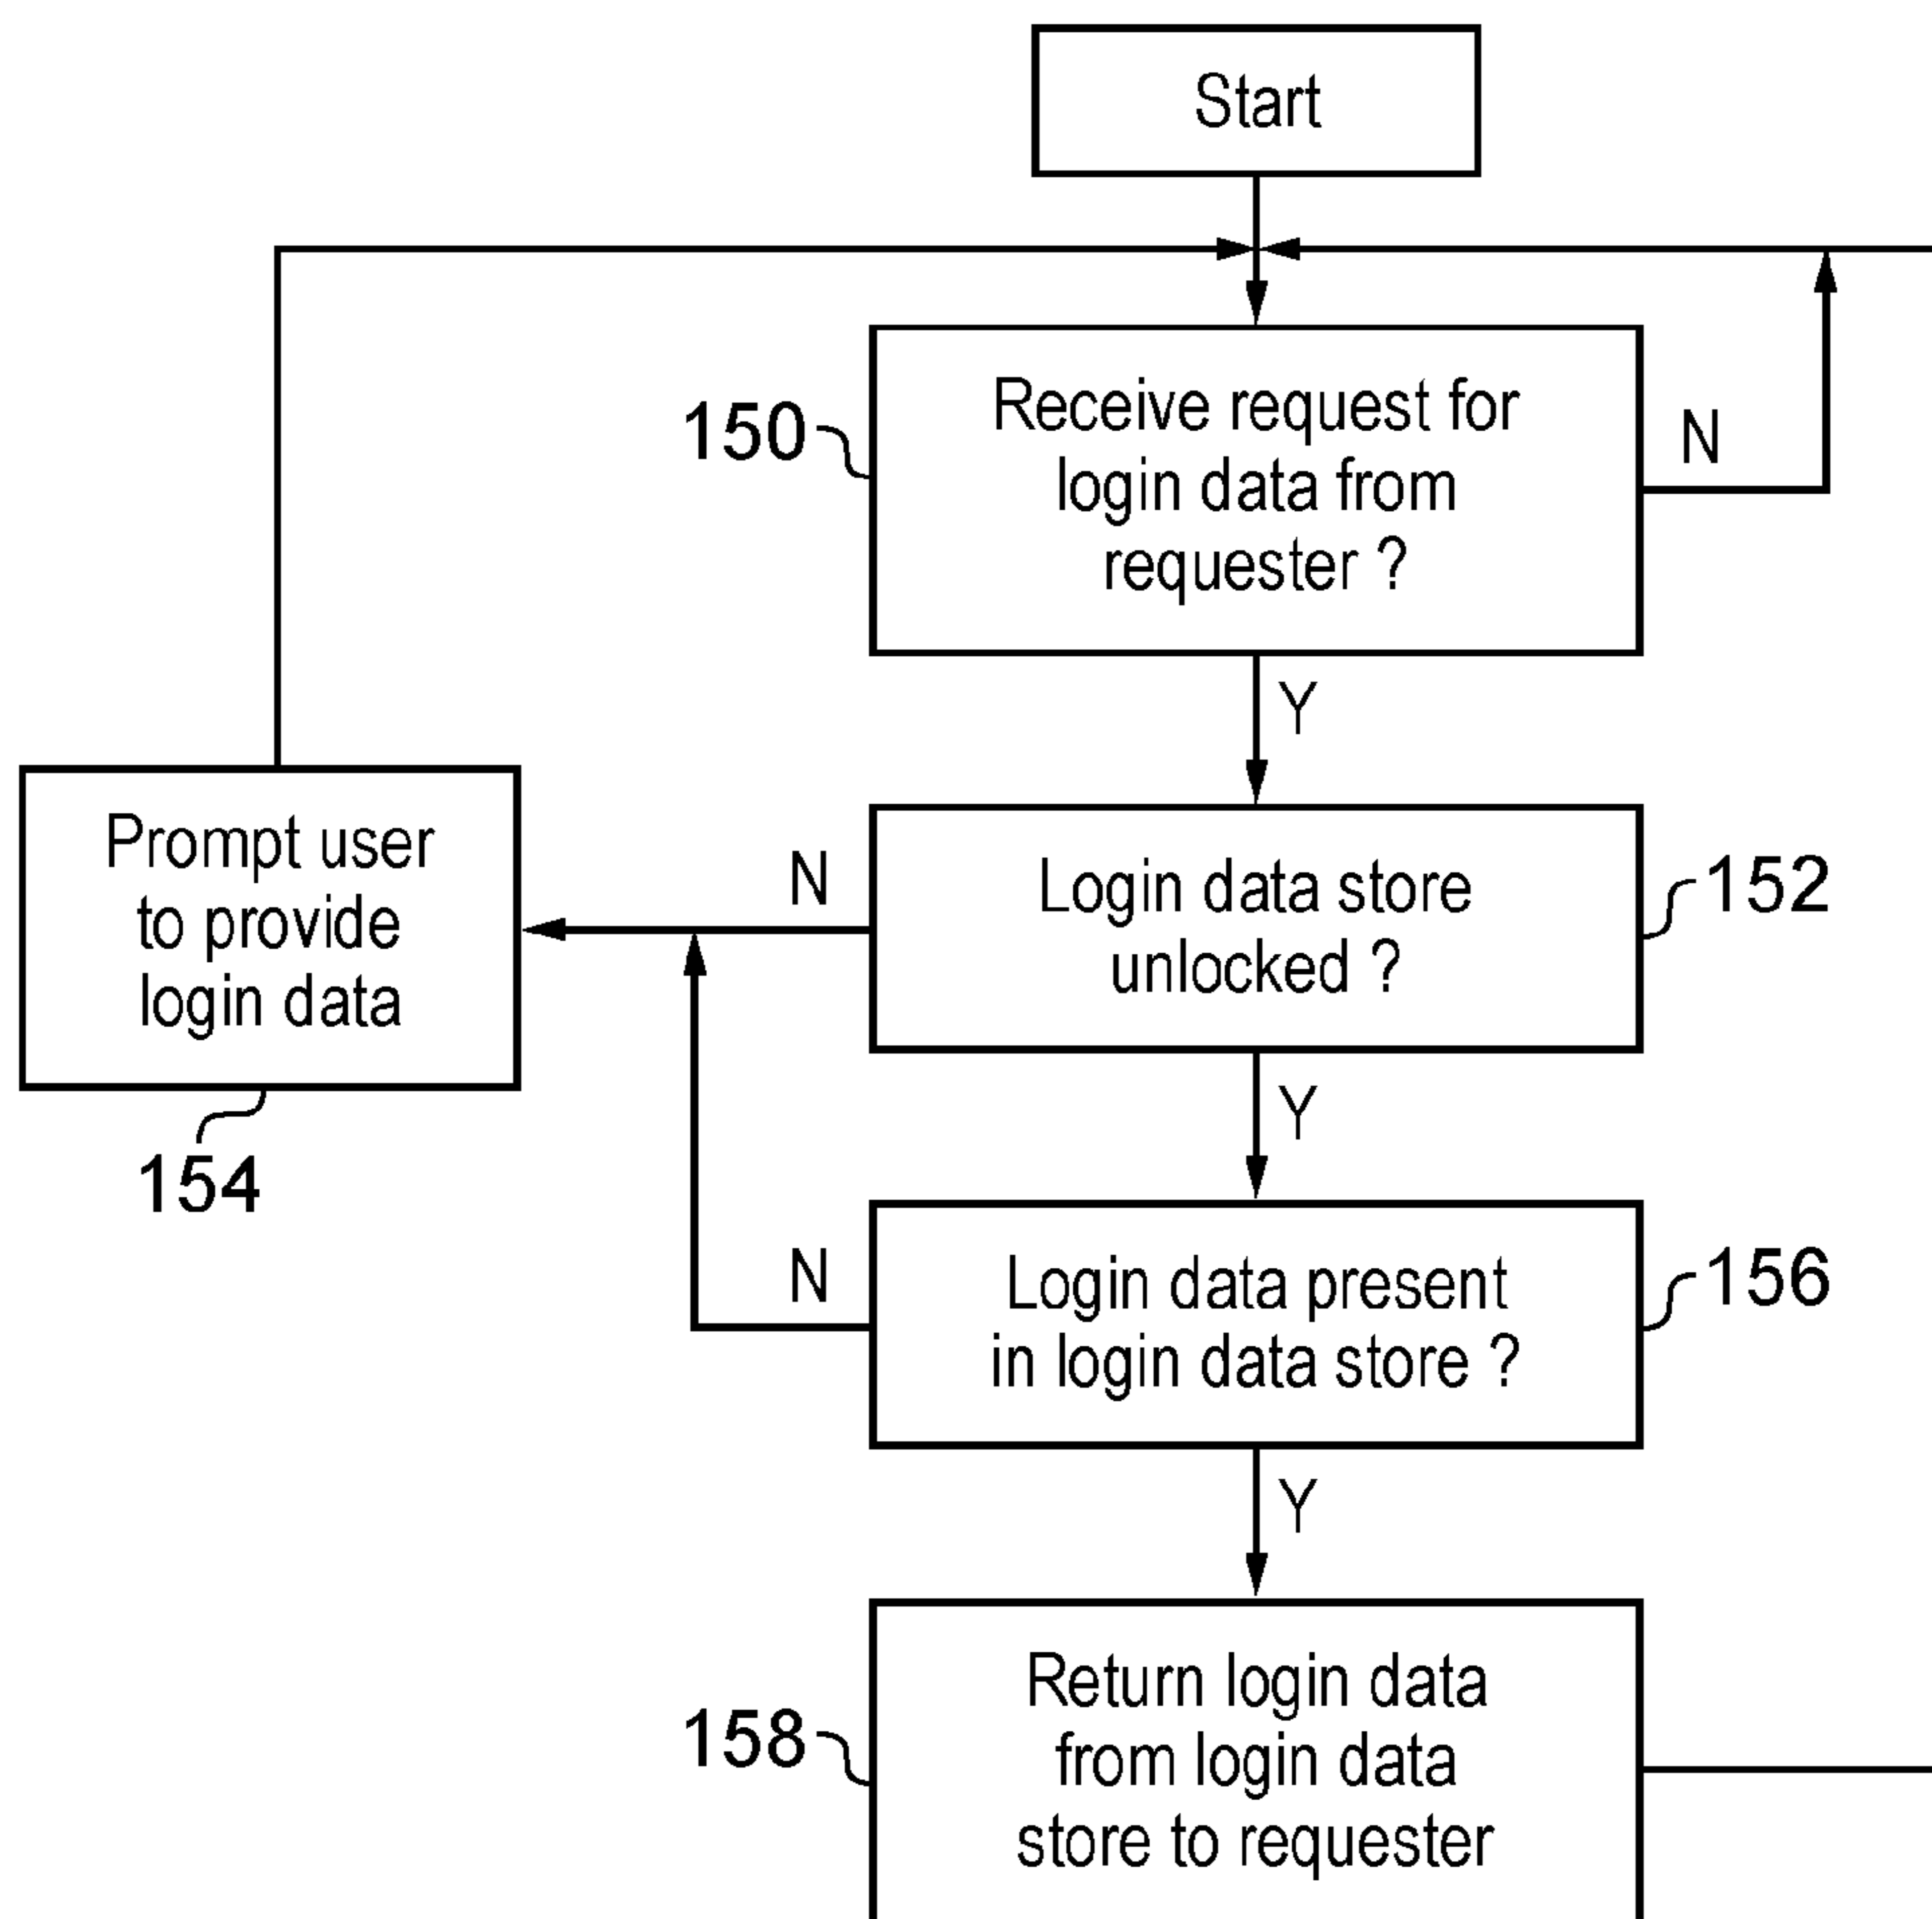 Start
150
Receive request for
login data from
requester ?
N
Y
Prompt user
to provide
login data
154
N
Login data store
unlocked ?
152
Y
N
Login data present
in login data store ?
156
Y
158
Return login data
from login data
store to requester